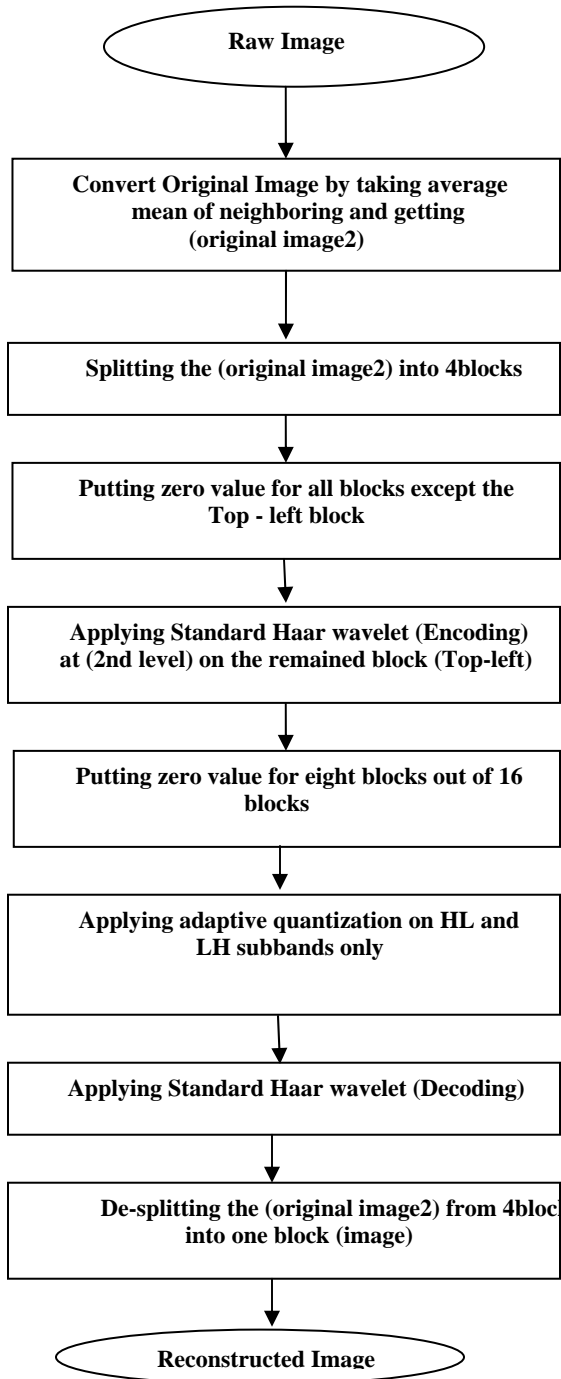 Raw Image
Convert Original Image by taking average
mean of neighboring and getting
(original image2)
Splitting the (original image2) into 4blocks
Putting zero value for all blocks except the
Top - left block
Applying Standard Haar wavelet (Encoding)
at (2nd level) on the remained block (Top-left)
Putting zero value for eight blocks out of 16
blocks
Applying adaptive quantization on HL and
LH subbands only
Applying Standard Haar wavelet (Decoding)
De-splitting the (original image2) from
into one block (image)
Reconstructed Image